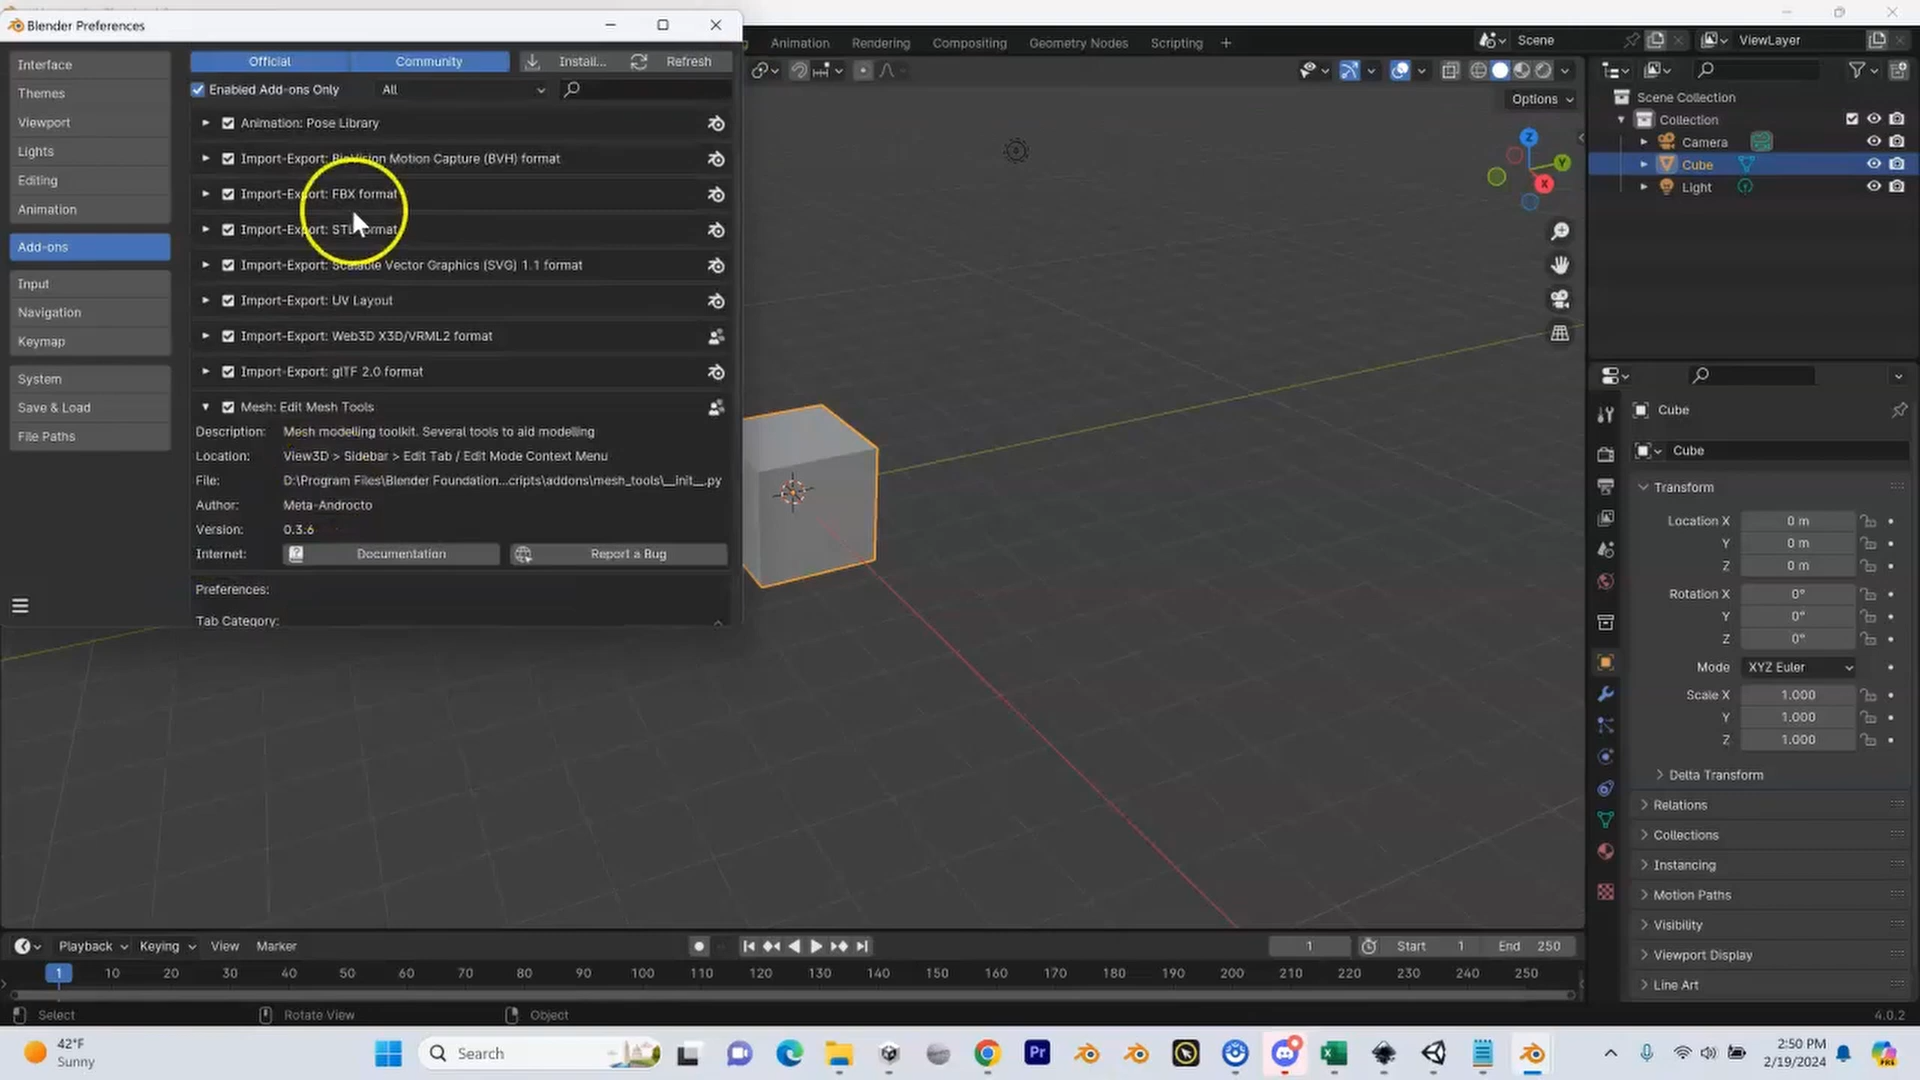 Blender Preferences
Interface
Themes
Viewport
Lights
Editing
Animation
Add-ons
Input
Navigation
Keymap
System
Save & Load
File Paths
Official Community Install... Refresh
Enabled Add-ons Only All
Animation: Pose Library
Import-Export: BioVision Motion Capture (BVH) format
Import-Export: FBX format
Import-Export: STL format
Import-Export: Scalable Vector Graphics (SVG) 1.1 format
Import-Export: UV Layout
Import-Export: Web3D X3D/VRML2 format
Import-Export: glTF 2.0 format
Mesh: Edit Mesh Tools
Description: Mesh modelling toolkit. Several tools to aid modelling
Location: View3D > Sidebar > Edit Tab / Edit Mode Context Menu
File: D:\Program Files\Blender Foundation...cripts\addons\mesh_tools\__init__.py
Author: Meta-Androcto
Version: 0.3.6
Internet: Documentation Report a Bug
Preferences:
Tab Category:
Animation Rendering Compositing Geometry Nodes Scripting + Scene ViewLayer
Options
Z
Y
X
Scene Collection
Collection
Camera
Cube
Light
Cube
Cube
Transform
Location X 0 m
Y 0 m
Z 0 m
Rotation X 0°
Y 0°
Z 0°
Mode XYZ Euler
Scale X 1.000
Y 1.000
Z 1.000
Delta Transform
Relations
Collections
Instancing
Motion Paths
Visibility
Viewport Display
Line Art
Playback Keying View Marker 1 Start 1 End 250
1 10 20 30 40 50 60 70 80 90 100 110 120 130 140 150 160 170 180 190 200 210 220 230 240 250
Select Rotate View Object 4.0.2
42°F
Sunny
Search
Pr
2:50 PM
2/19/2024
PRE